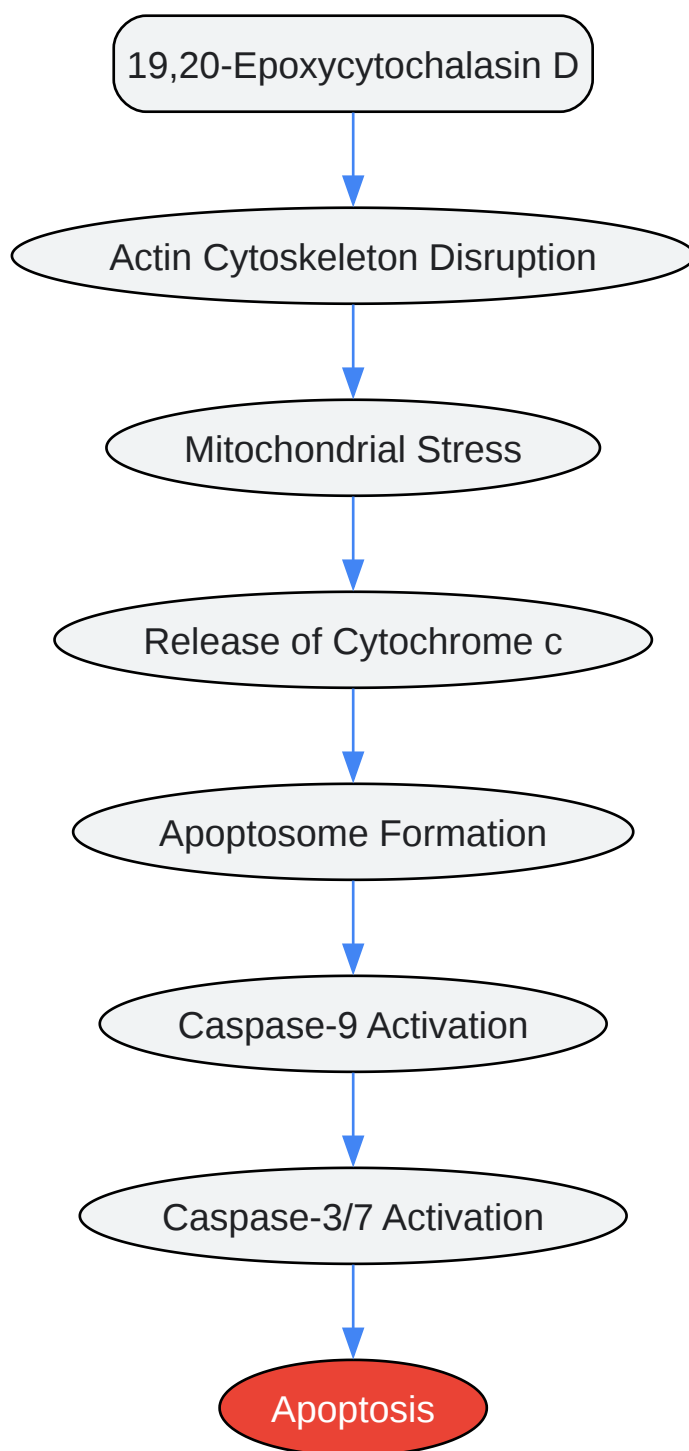 19,20-Epoxycytochalasin D
Actin Cytoskeleton Disruption
Mitochondrial Stress
Release of Cytochrome c
Apoptosome Formation
Caspase-9 Activation
Caspase-3/7 Activation
Apoptosis